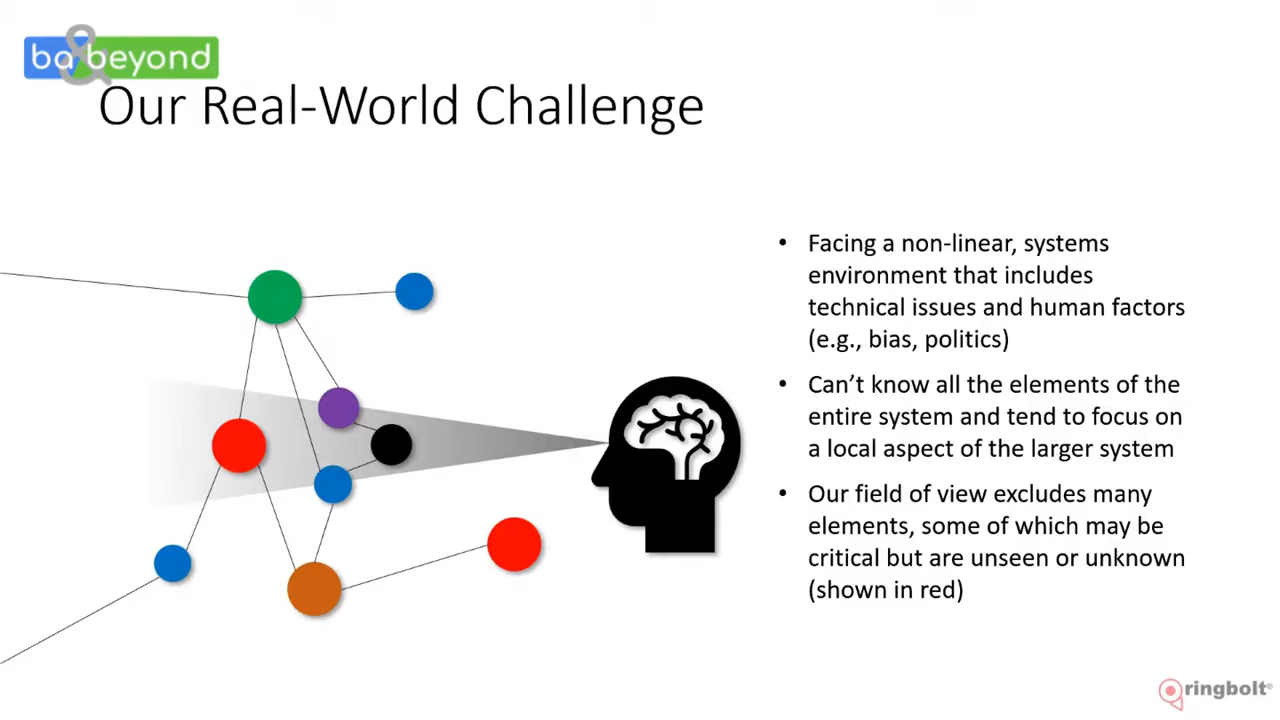 ba & beyond
Our Real-World Challenge
• Facing a non-linear, systems
environment that includes
technical issues and human factors
(e.g., bias, politics)
• Can’t know all the elements of the
entire system and tend to focus on
a local aspect of the larger system
• Our field of view excludes many
elements, some of which may be
critical but are unseen or unknown
(shown in red)
ringbolt©